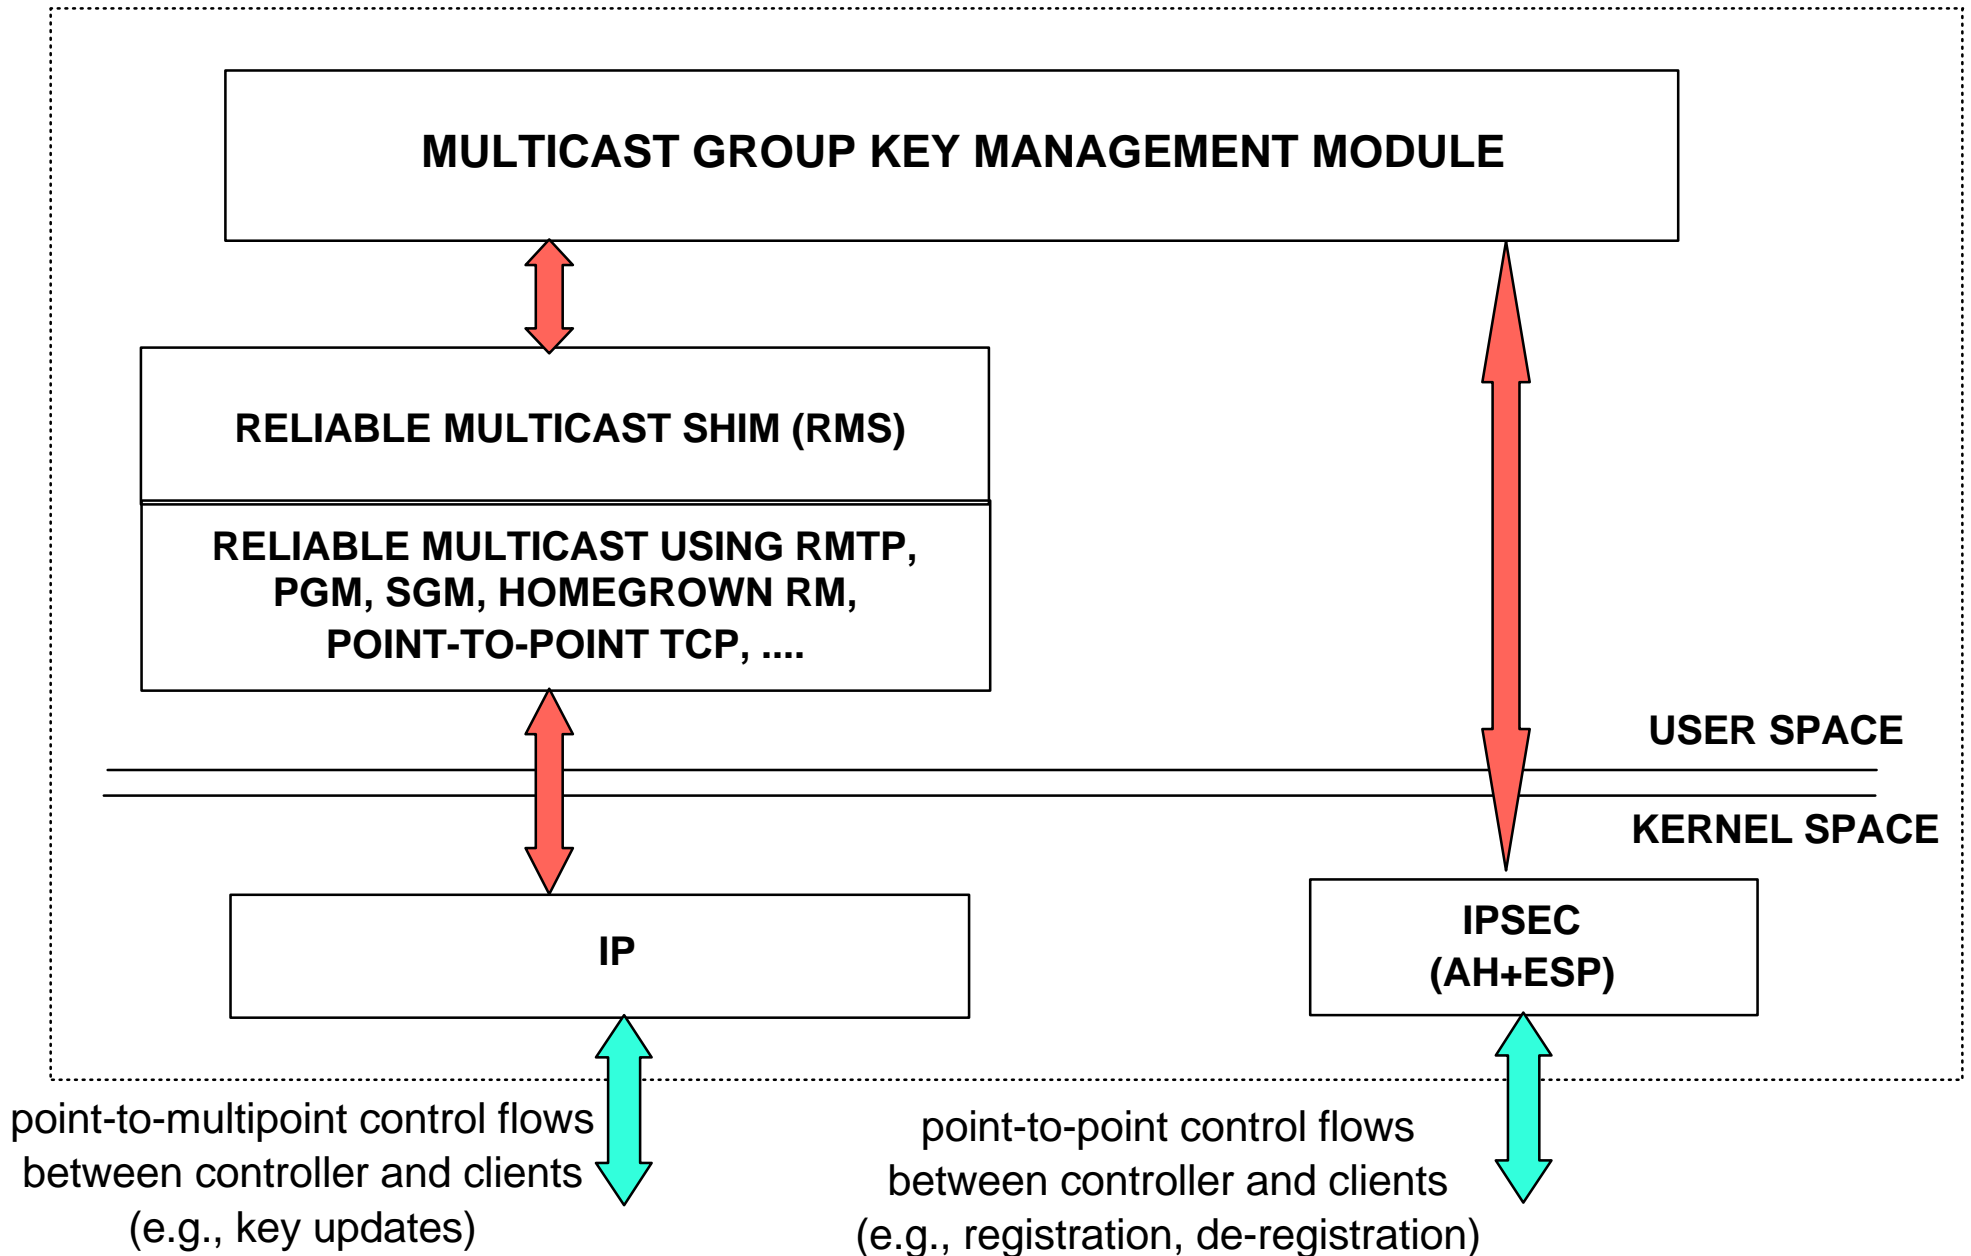 MULTICAST GROUP KEY MANAGEMENT MODULE
RELIABLE MULTICAST SHIM (RMS)
RELIABLE MULTICAST USING RMTP,
PGM, SGM, HOMEGROWN RM,
POINT-TO-POINT TCP, ....
USER SPACE
KERNEL SPACE
IP
IPSEC
(AH+ESP)
point-to-multipoint control flows
between controller and clients
(e.g., key updates)
point-to-point control flows
between controller and clients
(e.g., registration, de-registration)